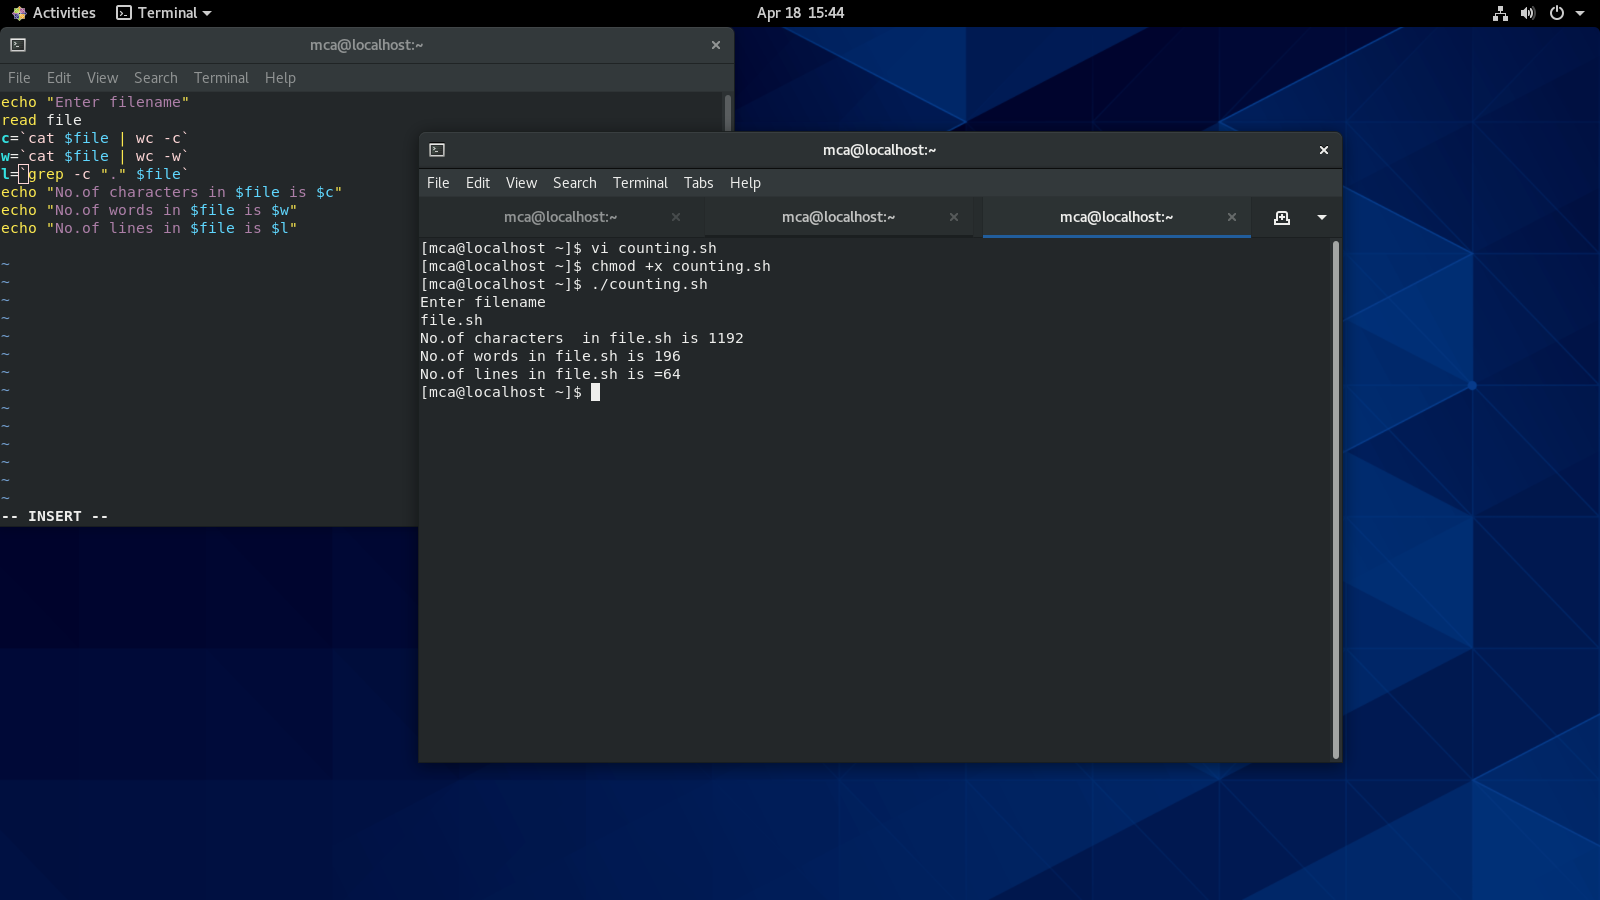 Activities Terminal Apr 18 15:44
mca@localhost:~
File Edit View Search Terminal Help
echo "Enter filename"
read file
c=`cat $file | wc -c`
w=`cat $file | wc -w`
l=`grep -c "." $file`
echo "No.of characters in $file is $c"
echo "No.of words in $file is $w"
echo "No.of lines in $file is $l"
~
~
~
~
~
~
~
~
~
~
~
~
~
~
-- INSERT --
mca@localhost:~
File Edit View Search Terminal Tabs Help
mca@localhost:~ mca@localhost:~ mca@localhost:~
[mca@localhost ~]$ vi counting.sh
[mca@localhost ~]$ chmod +x counting.sh
[mca@localhost ~]$ ./counting.sh
Enter filename
file.sh
No.of characters  in file.sh is 1192
No.of words in file.sh is 196
No.of lines in file.sh is =64
[mca@localhost ~]$